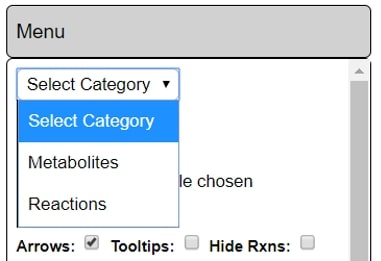 Menu
Select Category
Select Category
Metabolites
le chosen
Reactions
Arrows: Tooltips: Hide Rxns: